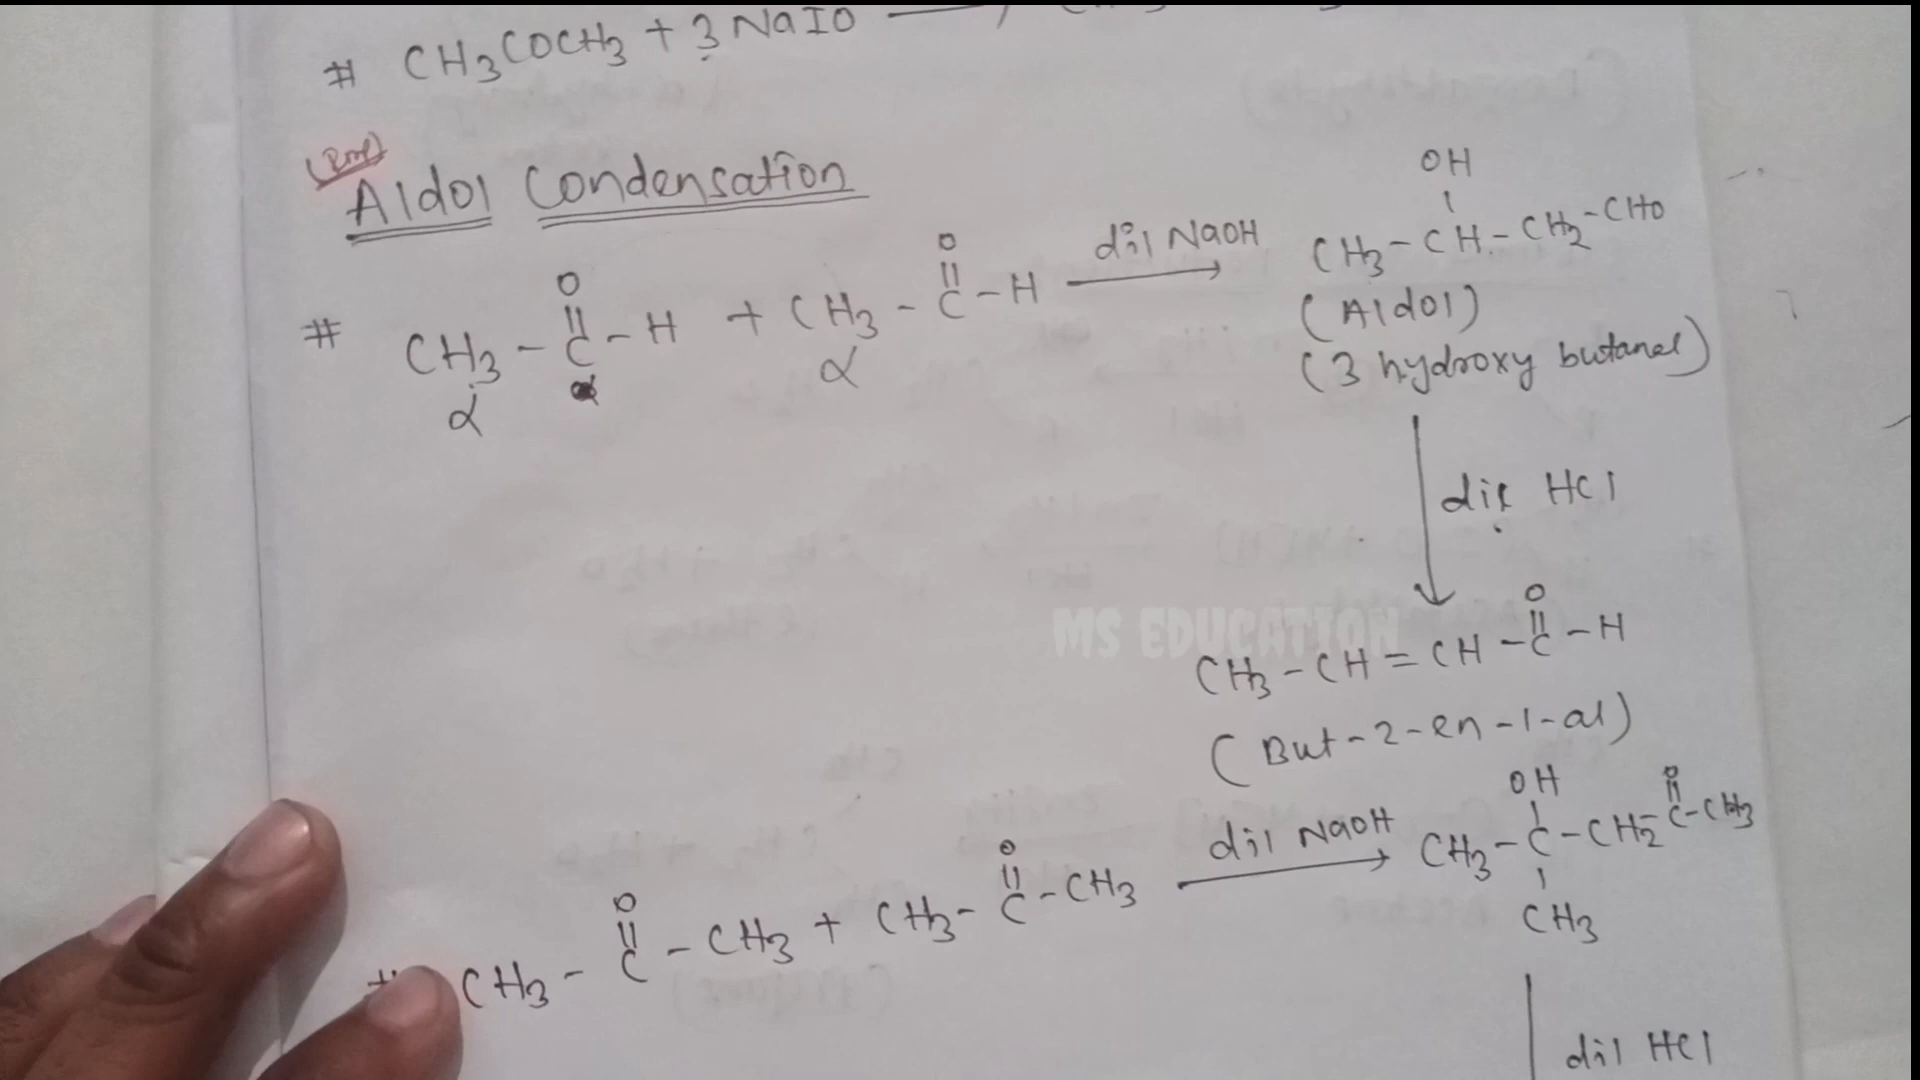 # CH3COCH3 + 3 NaIO →
(Imp)
Aldol Condensation
O
||
# CH3 - C - H + CH3 - C - H
O
||
α α
dil NaOH
OH
CH3 - CH - CH2 - CHO
(Aldol)
(3 hydroxy butanal)
dil HCl
MS EDUCATION
O
||
CH3 - CH = CH - C - H
(But-2-en-1-al)
O
||
CH3 - C - CH3 + CH3 - C - CH3
O
||
dil NaOH
OH
O
||
CH3 - C - CH2 - C - CH3
CH3
dil HCl